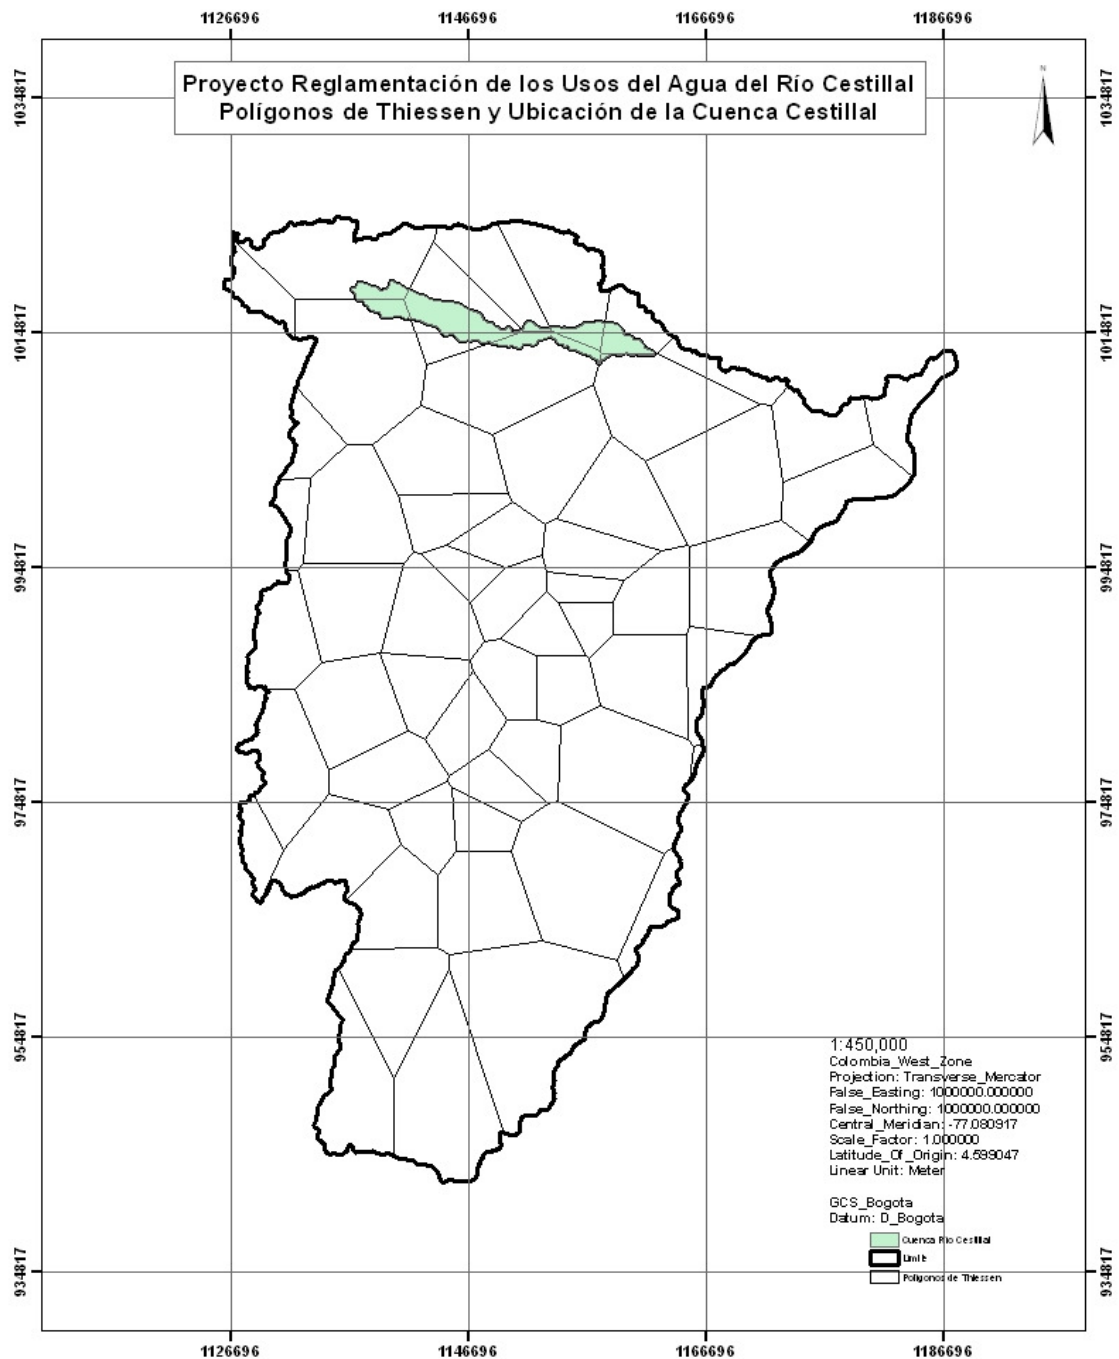 1126696 1146696 1166696 1186696
Proyecto Reglamentación de los Usos del Agua del Río Cestillal
Polígonos de Thiessen y Ubicación de la Cuenca Cestillal
N
1034817 1034817
1014817 1014817
994817 994817
974817 974817
954817 954817
934817 934817
1:450,000
Colombia_West_Zone
Projection: Transverse_Mercator
False_Easting: 1000000.000000
False_Northing: 1000000.000000
Central_Meridian: -77.080917
Scale_Factor: 1.000000
Latitude_Of_Origin: 4.599047
Linear Unit: Meter
GCS_Bogota
Datum: D_Bogota
Cuenca Río Cestillal
Limite
Poligonos de Thiessen
1126696 1146696 1166696 1186696